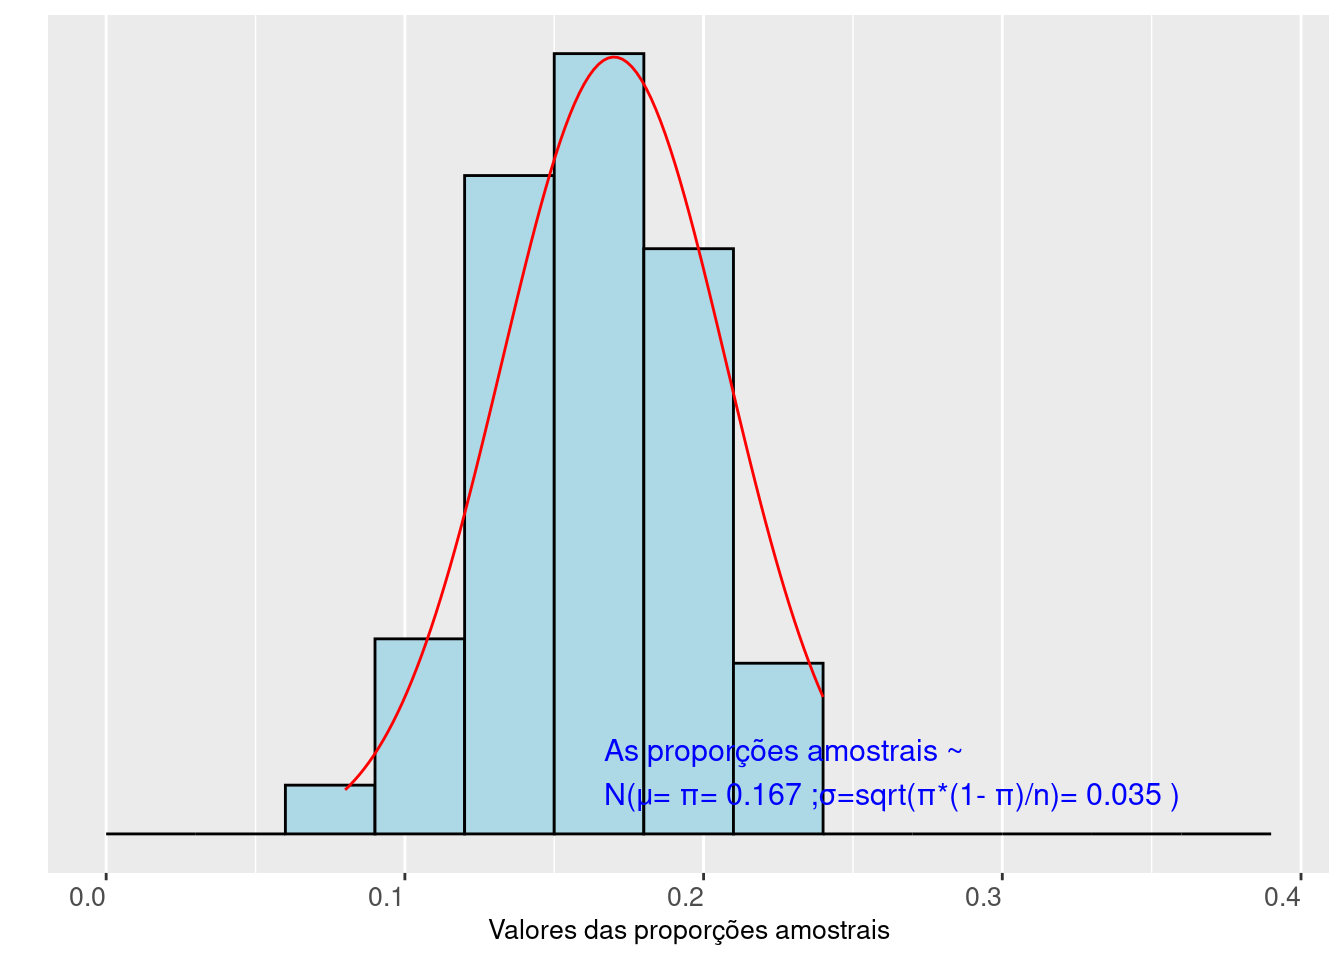 As proporções amostrais ~
N(μ= π= 0.167 ;σ=sqrt(π*(1- π)/n)= 0.035 )
0.0 0.1 0.2 0.3 0.4
Valores das proporções amostrais